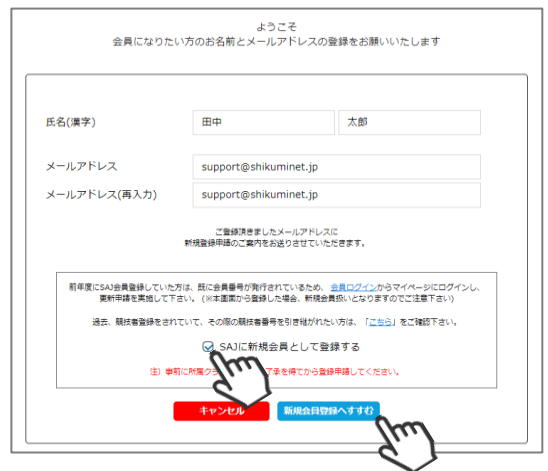 ようこそ
会員になりたい方のお名前とメールアドレスの登録をお願いいたします
氏名(漢字) 田中 太郎
メールアドレス support@shikuminet.jp
メールアドレス(再入力) support@shikuminet.jp
ご登録頂きましたメールアドレスに
新規登録申請のご案内をお送りさせていただきます。
前年度にSAJ会員登録していた方は、既に会員番号が発行されているため、会員ログインからマイページにログインし、
更新申請を実施して下さい。(※本画面から登録した場合、新規会員扱いとなりますのでご注意下さい)
過去、競技者登録をされていて、その際の競技者番号を引き継がれたい方は、「こちら」をご確認下さい。
SAJに新規会員として登録する
注）事前に所属クラ 了承を得てから登録申請してください。
キャンセル 新規会員登録へすすむ